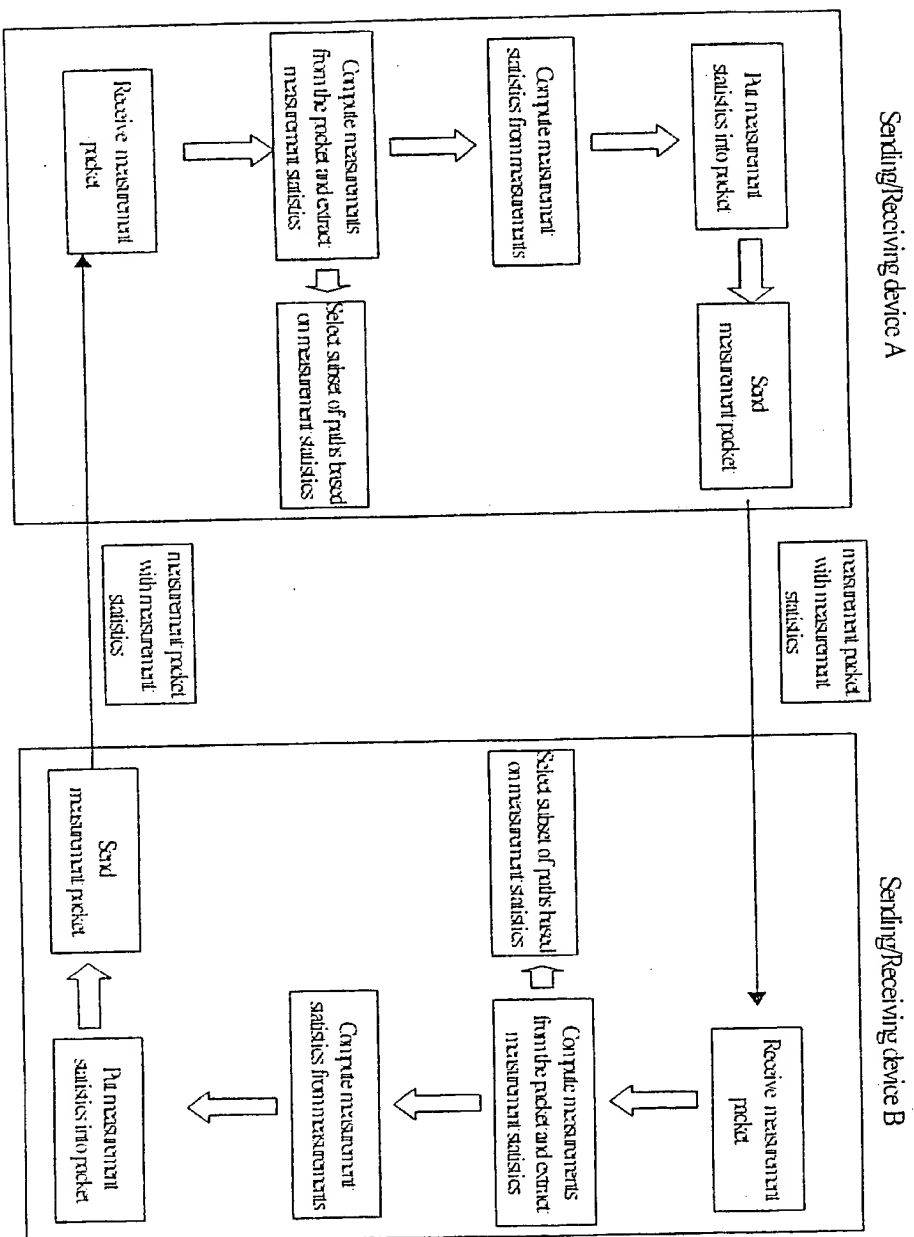 Sending/Receiving device A
Put measurement
statistics into packet
Send
measurement packet
Compute measurement
statistics from measurements
Compute measurements
from the packet and extract
measurement statistics
Select subset of paths based
on measurement statistics
Receive measurement
packet
measurement packet
with measurement
statistics
measurement packet
with measurement
statistics
Sending/Receiving device B
Receive measurement
packet
Compute measurements
from the packet and extract
measurement statistics
Select subset of paths based
on measurement statistics
Compute measurement
statistics from measurements
Put measurement
statistics into packet
Send
measurement packet